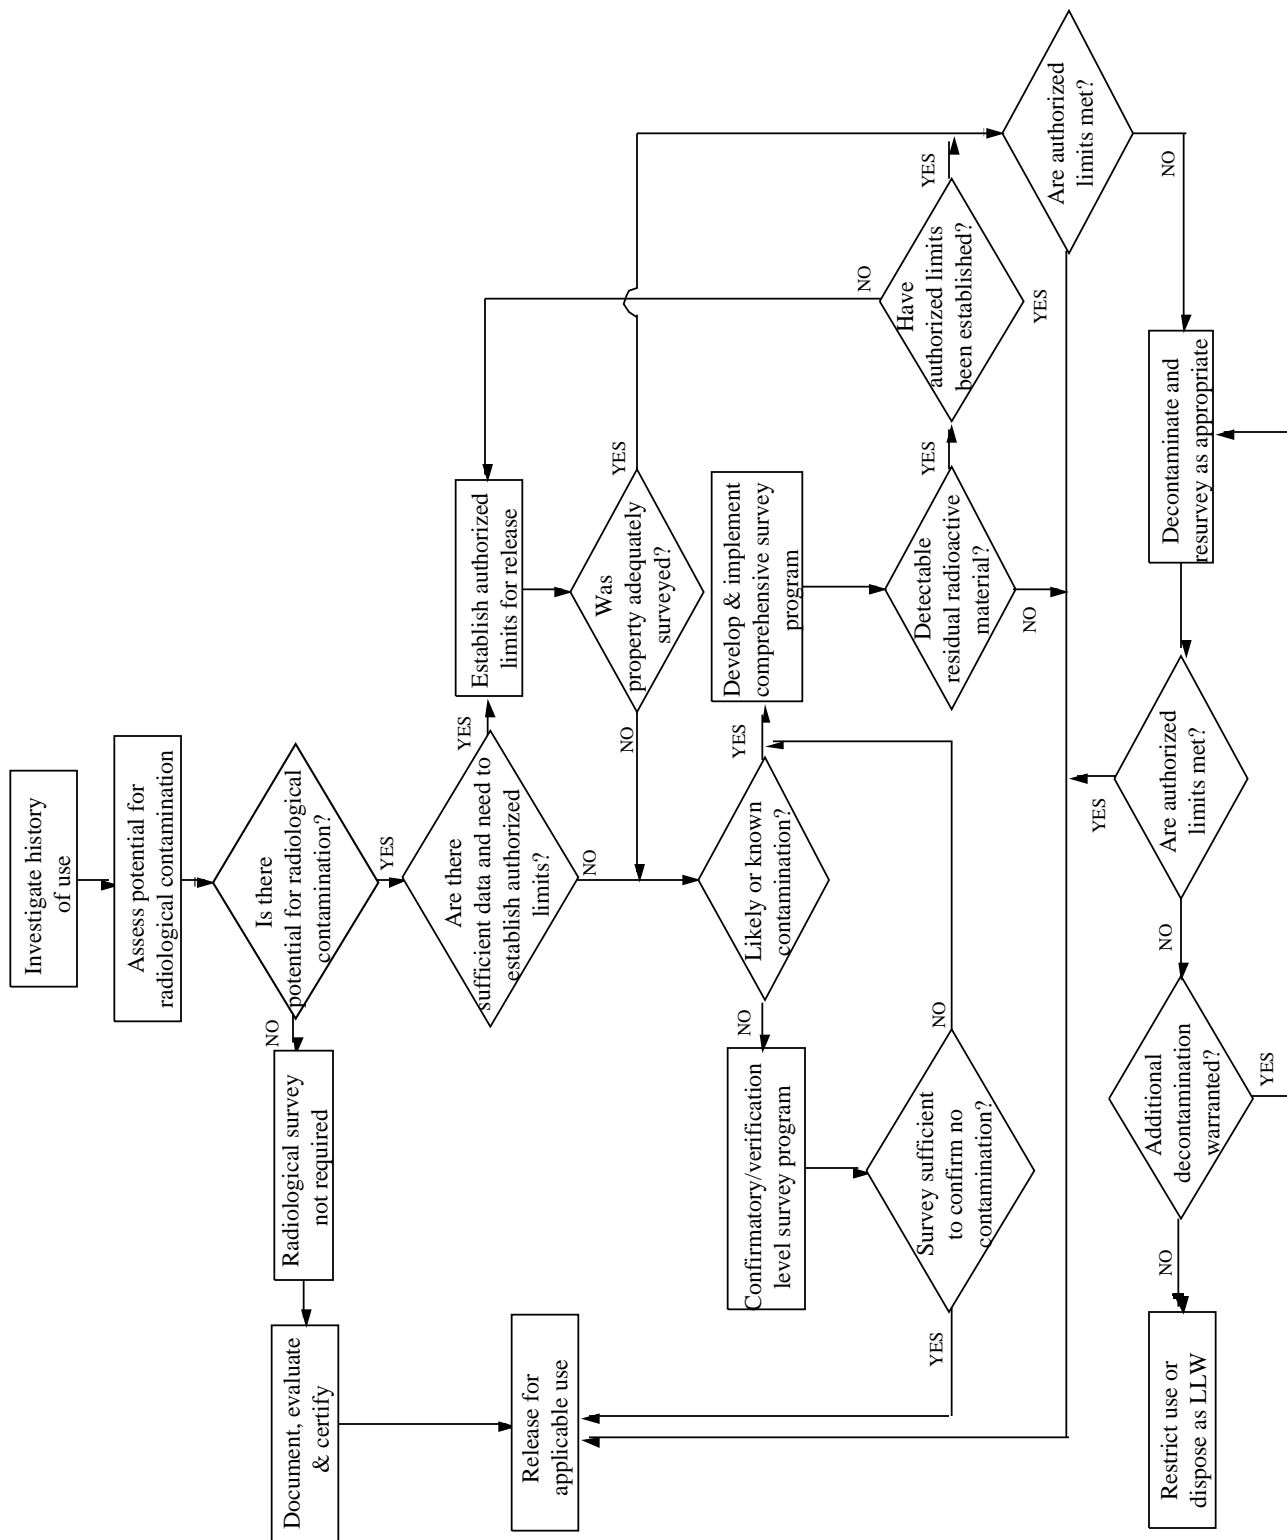 Investigate history
of use
Assess potential for
radiological contamination
Is there
potential for radiological
contamination?
NO
YES
Radiological survey
not required
Document, evaluate
& certify
Release for
applicable use
Are there
sufficient data and need to
establish authorized
limits?
YES
NO
Establish authorized
limits for release
Was
property adequately
surveyed?
YES
NO
Likely or known
contamination?
YES
NO
Develop & implement
comprehensive survey
program
Confirmatory/verification
level survey program
Survey sufficient
to confirm no
contamination?
NO
YES
Detectable
residual radioactive
material?
YES
NO
Have
authorized limits
been established?
NO
YES
YES
Are authorized
limits met?
NO
Decontaminate and
resurvey as appropriate
Are authorized
limits met?
YES
NO
Additional
decontamination
warranted?
YES
NO
Restrict use or
dispose as LLW